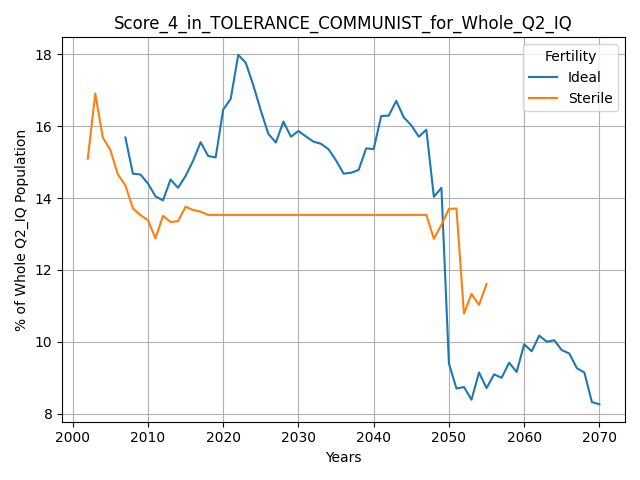 Score_4_in_TOLERANCE_COMMUNIST_for_Whole_Q2_IQ
Fertility
Ideal
Sterile
% of Whole Q2_IQ Population
18
16
14
12
10
8
2000 2010 2020 2030 2040 2050 2060 2070
Years